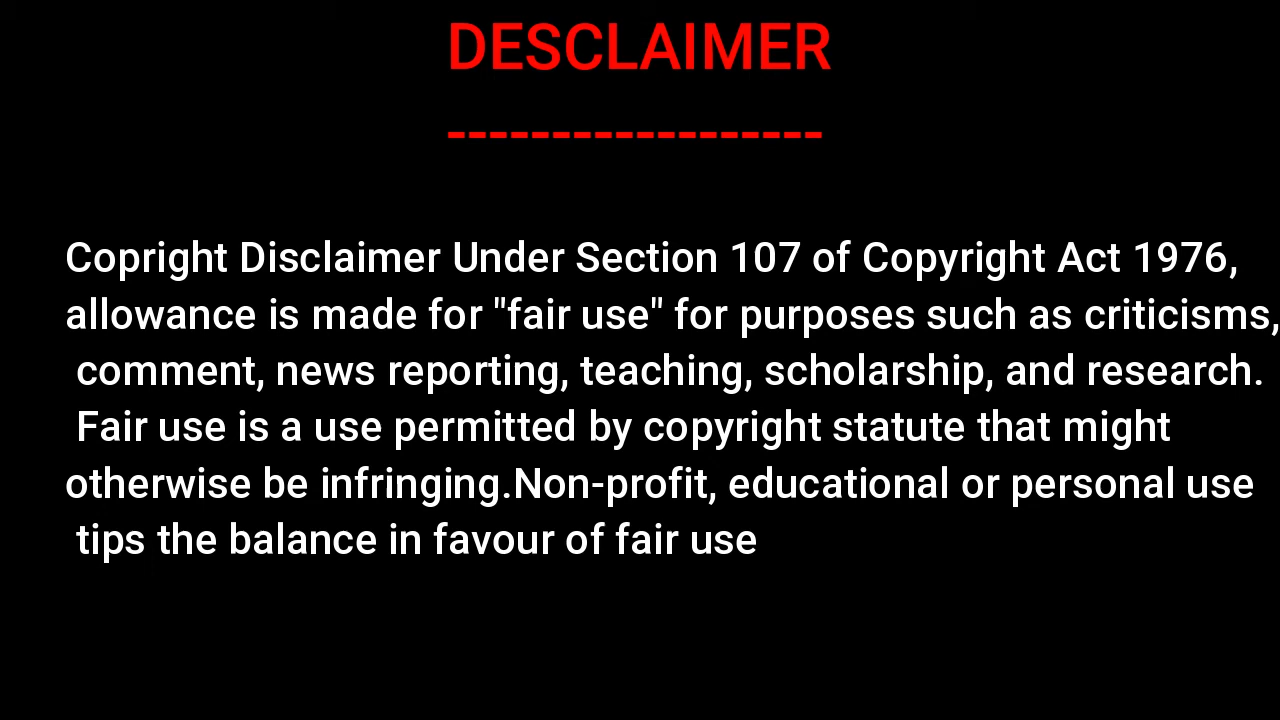 DESCLAIMER
------------------
Copright Disclaimer Under Section 107 of Copyright Act 1976,
allowance is made for "fair use" for purposes such as criticisms,
comment, news reporting, teaching, scholarship, and research.
Fair use is a use permitted by copyright statute that might
otherwise be infringing.Non-profit, educational or personal use
tips the balance in favour of fair use